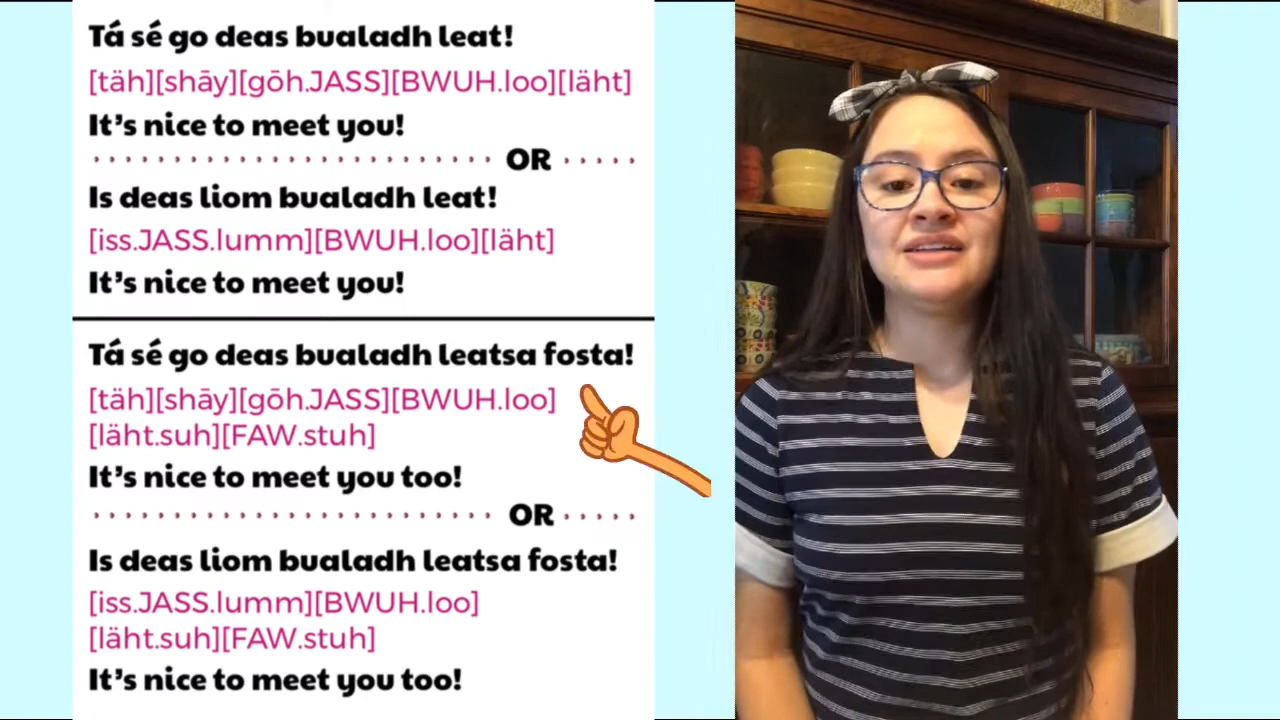 Tá sé go deas bualadh leat!
[täh][shāy][gōh.JASS][BWUH.loo][läht]
It's nice to meet you!
OR
Is deas liom bualadh leat!
[iss.JASS.lumm][BWUH.loo][läht]
It's nice to meet you!
Tá sé go deas bualadh leatsa fosta!
[täh][shāy][gōh.JASS][BWUH.loo]
[läht.suh][FAW.stuh]
It's nice to meet you too!
OR
Is deas liom bualadh leatsa fosta!
[iss.JASS.lumm][BWUH.loo]
[läht.suh][FAW.stuh]
It's nice to meet you too!